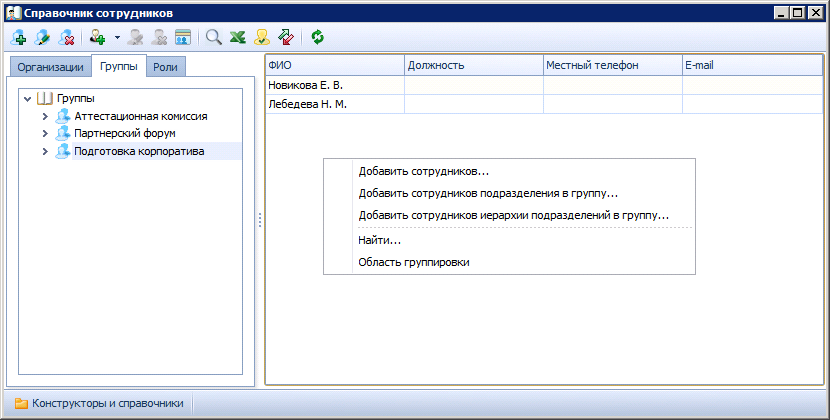 Справочник сотрудников
Организации Группы Роли
Группы
Аттестационная комиссия
Партнерский форум
Подготовка корпоратива
ФИО Должность Местный телефон E-mail
Новикова Е. В.
Лебедева Н. М.
Добавить сотрудников...
Добавить сотрудников подразделения в группу...
Добавить сотрудников иерархии подразделений в группу...
Найти...
Область группировки
Конструкторы и справочники